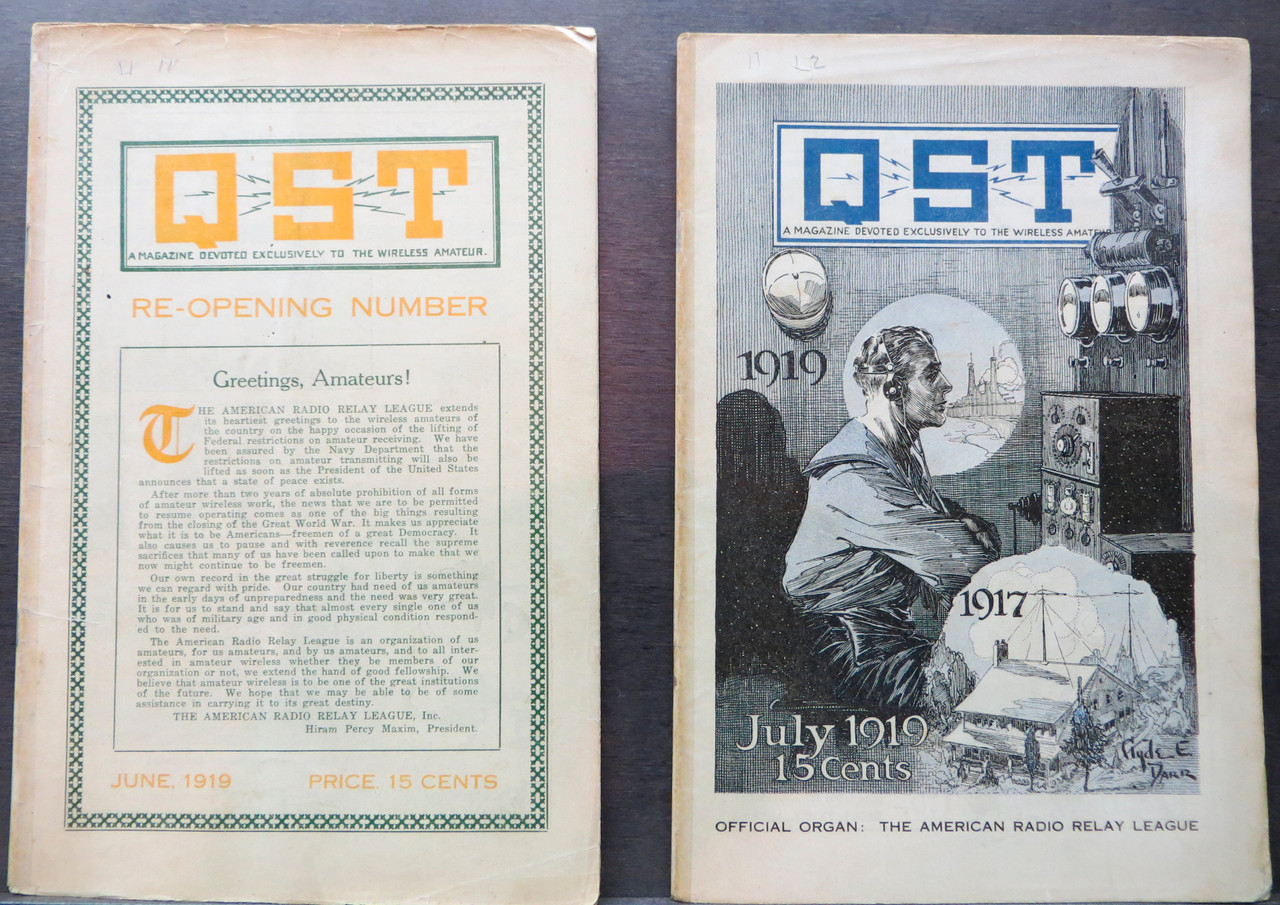 QST
A MAGAZINE DEVOTED EXCLUSIVELY TO THE WIRELESS AMATEUR.
RE-OPENING NUMBER
Greetings, Amateurs!
THE AMERICAN RADIO RELAY LEAGUE extends
its heartiest greetings to the wireless amateurs of
the country on the happy occasion of the lifting of
Federal restrictions on amateur receiving. We have
been assured by the Navy Department that the
restrictions on amateur transmitting will also be
lifted as soon as the President of the United States
announces that a state of peace exists.
After more than two years of absolute prohibition of all forms
of amateur wireless work, the news that we are to be permitted
to resume operating comes as one of the big things resulting
from the closing of the Great World War. It makes us appreciate
what it is to be Americans—freemen of a great Democracy. It
also causes us to pause and with reverence recall the supreme
sacrifices that many of us have been called upon to make that we
now might continue to be freemen.
Our own record in the great struggle for liberty is something
we can regard with pride. Our country had need of us amateurs
in the early days of unpreparedness and the need was very great.
It is for us to stand and say that almost every single one of us
who was of military age and in good physical condition respond-
ed to the need.
The American Radio Relay League is an organization of us
amateurs, for us amateurs, and by us amateurs, and to all inter-
ested in amateur wireless whether they be members of our
organization or not, we extend the hand of good fellowship. We
believe that amateur wireless is to be one of the great institutions
of the future. We hope that we may be able to be of some
assistance in carrying it to its great destiny.
THE AMERICAN RADIO RELAY LEAGUE, Inc.
Hiram Percy Maxim, President.
JUNE, 1919 PRICE. 15 CENTS
QST
A MAGAZINE DEVOTED EXCLUSIVELY TO THE WIRELESS AMATEUR
1919
1917
July 1919
15 Cents
Clyde E.
Darr
OFFICIAL ORGAN: THE AMERICAN RADIO RELAY LEAGUE